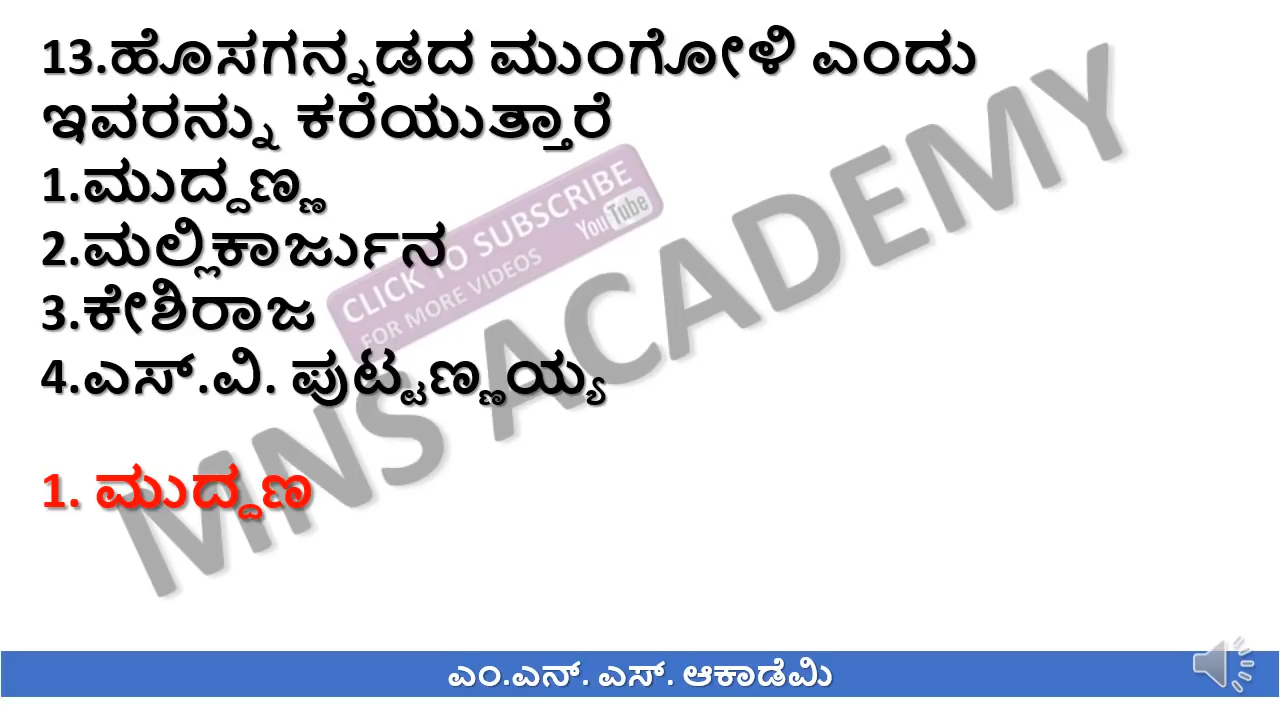 13.ಹೊಸಗನ್ನಡದ ಮುಂಗೋಳಿ ಎಂದು
ಇವರನ್ನು ಕರೆಯುತ್ತಾರೆ
1.ಮುದ್ದಣ್ಣ
2.ಮಲ್ಲಿಕಾರ್ಜುನ
3.ಕೇಶಿರಾಜ
4.ಎಸ್.ವಿ. ಪುಟ್ಟಣ್ಣಯ್ಯ
1. ಮುದ್ದಣ
CLICK TO SUBSCRIBE
FOR MORE VIDEOS YouTube
MNS ACADEMY
ಎಂ.ಎನ್. ಎಸ್. ಆಕಾಡೆಮಿ